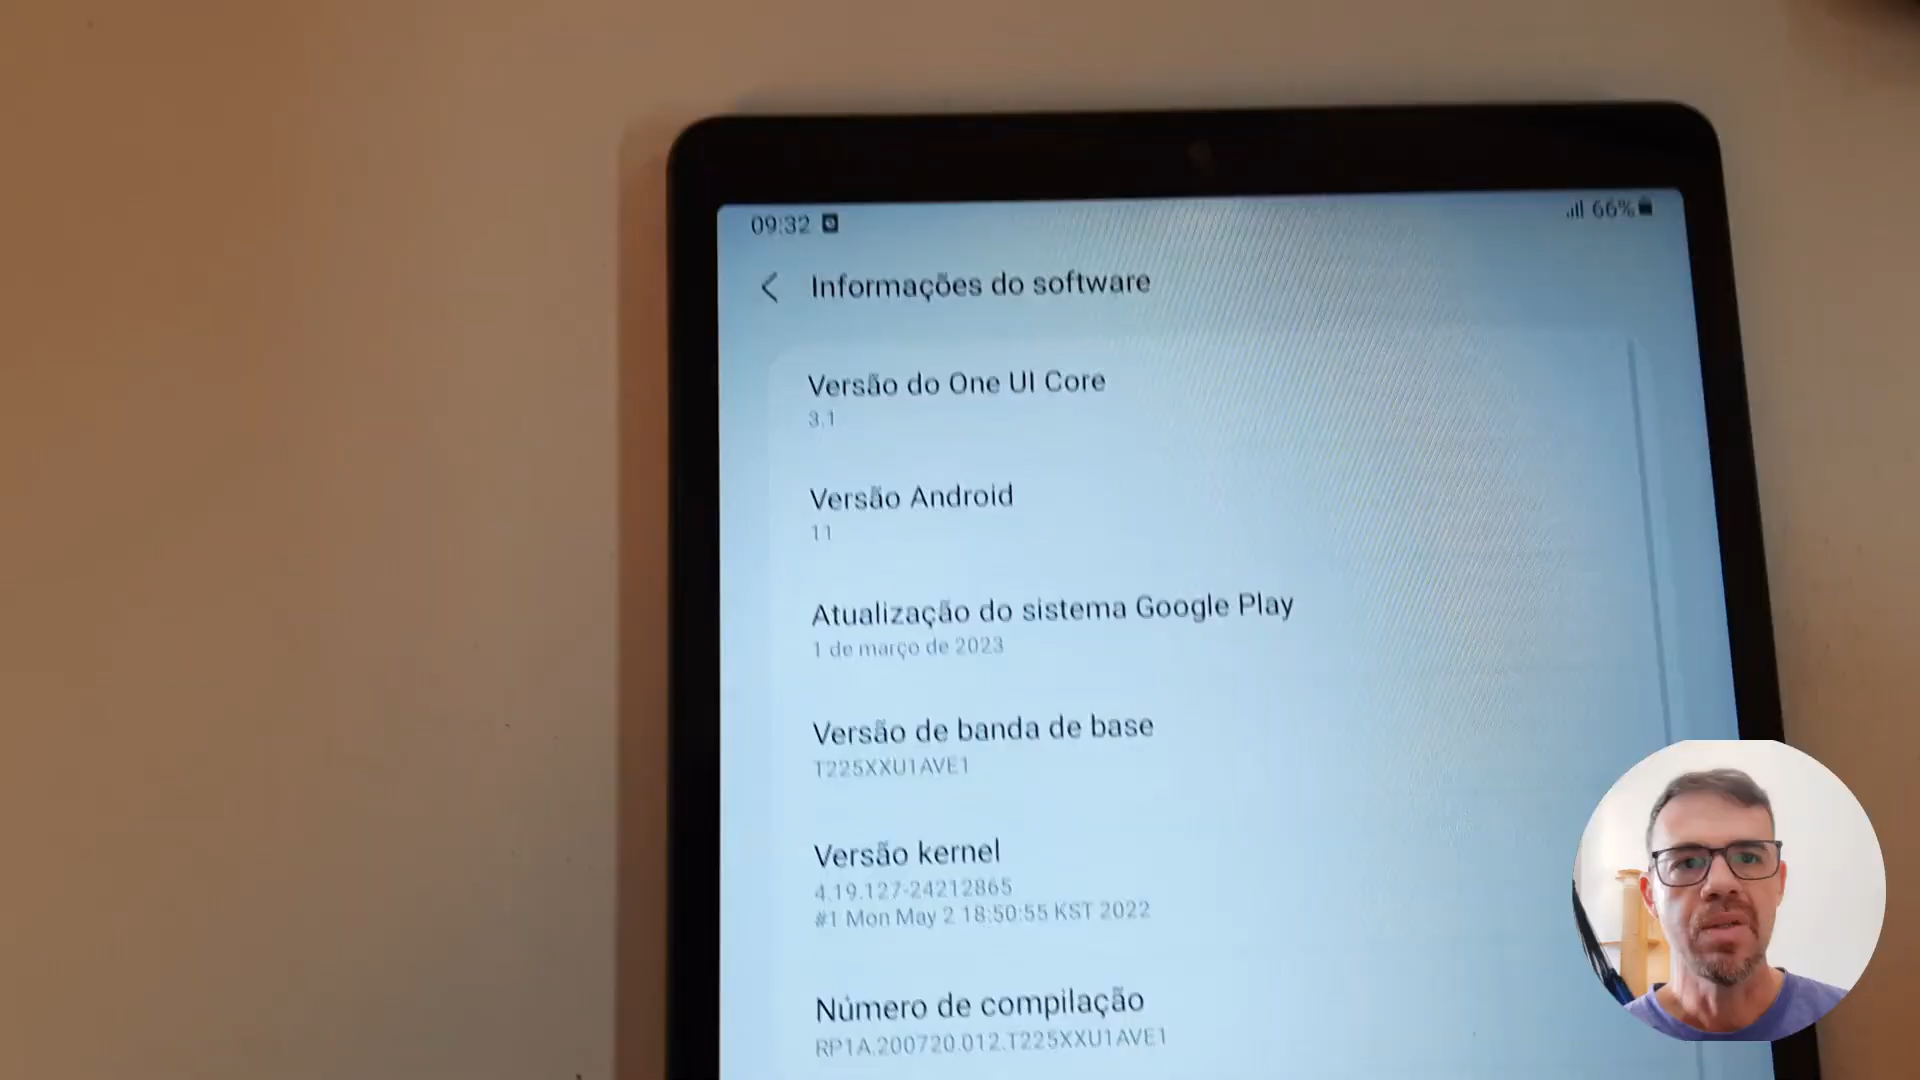 09:32
66%
Informações do software
Versão do One UI Core
3.1
Versão Android
11
Atualização do sistema Google Play
1 de março de 2023
Versão de banda de base
T225XXU1AVE1
Versão kernel
4.19.127-24212865
#1 Mon May 2 18:50:55 KST 2022
Número de compilação
RP1A.200720.012.T225XXU1AVE1